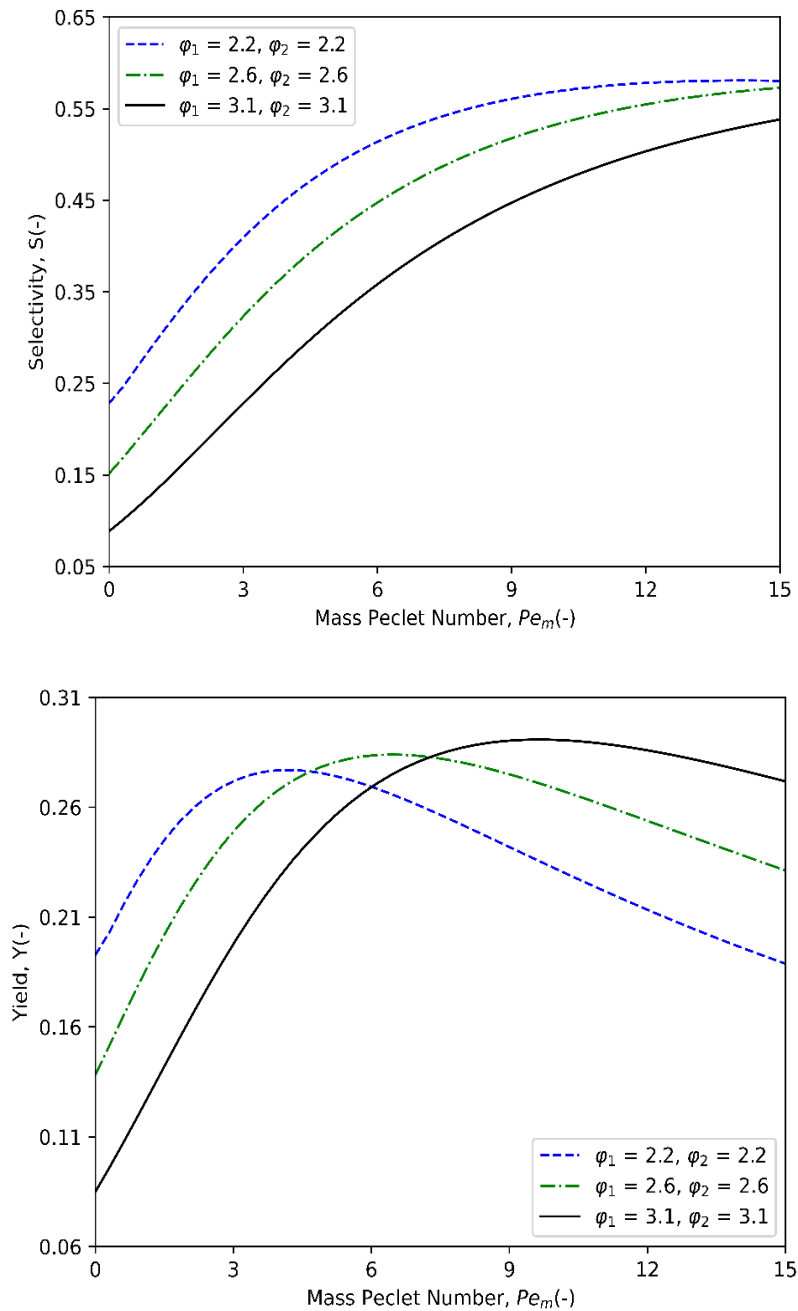 0.65
φ1 = 2.2, φ2 = 2.2
φ1 = 2.6, φ2 = 2.6
φ1 = 3.1, φ2 = 3.1
0.55
0.45
0.35
0.25
0.15
0.05
Selectivity, S(-)
0 3 6 9 12 15
Mass Peclet Number, Pem(-)
0.31
0.26
0.21
0.16
0.11
0.06
Yield, Y(-)
φ1 = 2.2, φ2 = 2.2
φ1 = 2.6, φ2 = 2.6
φ1 = 3.1, φ2 = 3.1
0 3 6 9 12 15
Mass Peclet Number, Pem(-)